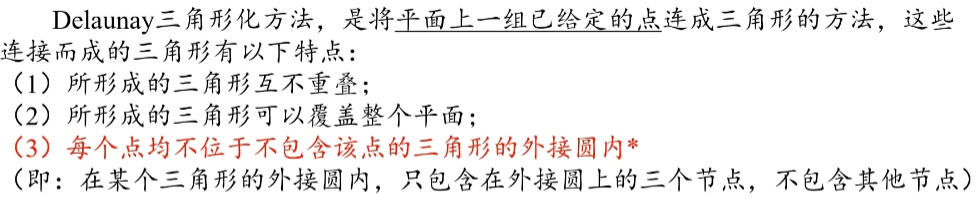 Delaunay三角形化方法，是将平面上一组已给定的点连成三角形的方法，这些
连接而成的三角形有以下特点：
（1）所形成的三角形互不重叠；
（2）所形成的三角形可以覆盖整个平面；
（3）每个点均不位于不包含该点的三角形的外接圆内*
（即：在某个三角形的外接圆内，只包含在外接圆上的三个节点，不包含其他节点）